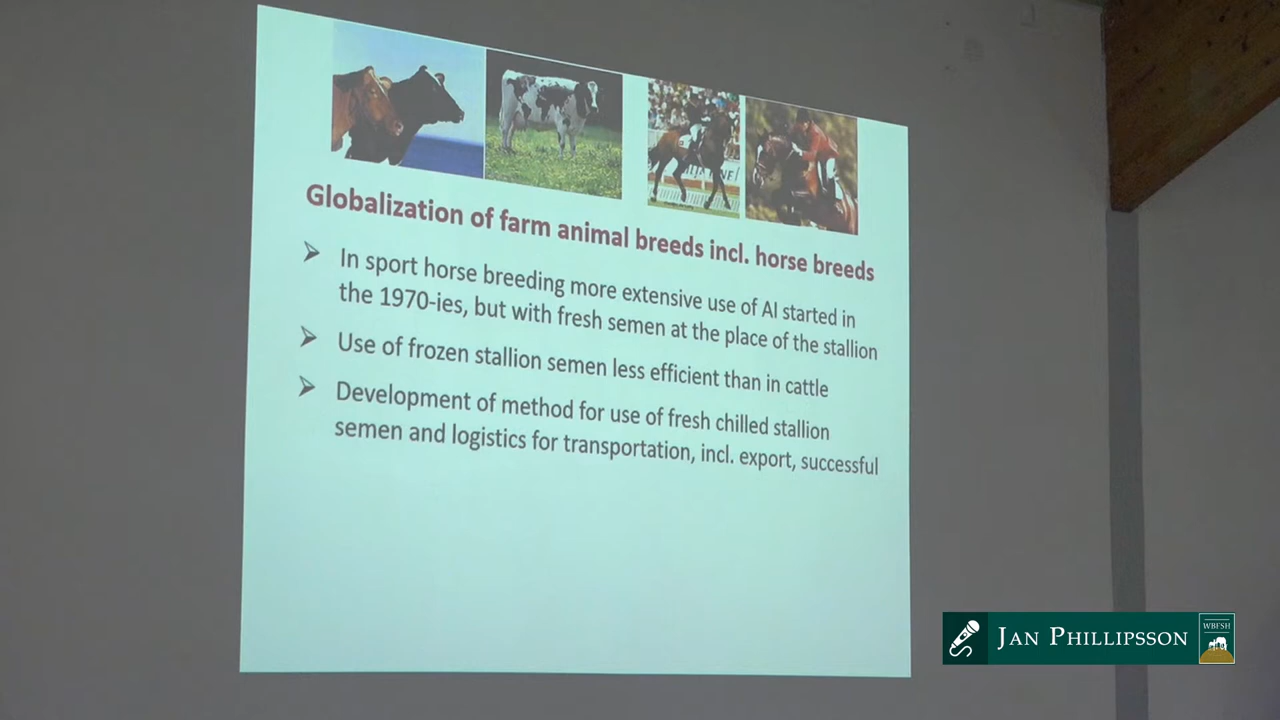 Globalization of farm animal breeds incl. horse breeds
In sport horse breeding more extensive use of AI started in
the 1970-ies, but with fresh semen at the place of the stallion
Use of frozen stallion semen less efficient than in cattle
Development of method for use of fresh chilled stallion
semen and logistics for transportation, incl. export, successful
JAN PHILLIPSSON
WBFSH